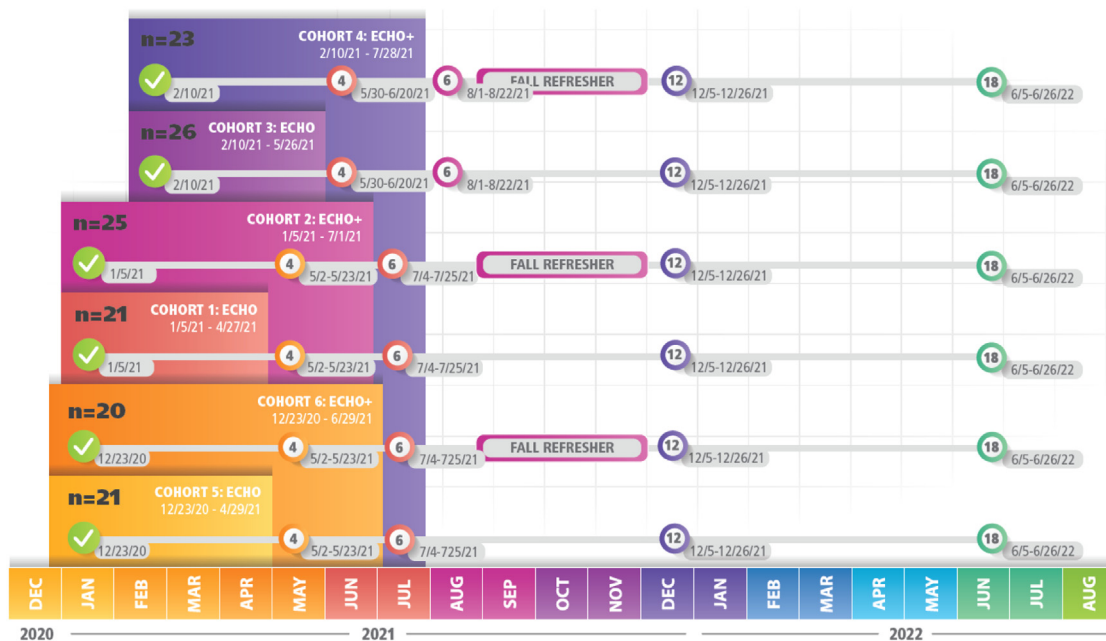 n=23
COHORT 4: ECHO+
2/10/21 - 7/28/21
4
6
FALL REFRESHER
12
18
2/10/21
5/30-6/20/21
8/1-8/22/21
12/5-12/26/21
6/5-6/26/22
n=26
COHORT 3: ECHO
2/10/21 - 5/26/21
4
6
12
18
2/10/21
5/30-6/20/21
8/1-8/22/21
12/5-12/26/21
6/5-6/26/22
n=25
COHORT 2: ECHO+
1/5/21 - 7/1/21
4
6
FALL REFRESHER
12
18
1/5/21
5/2-5/23/21
7/4-7/25/21
12/5-12/26/21
6/5-6/26/22
n=21
COHORT 1: ECHO
1/5/21 - 4/27/21
4
6
12
18
1/5/21
5/2-5/23/21
7/4-7/25/21
12/5-12/26/21
6/5-6/26/22
n=20
COHORT 6: ECHO+
12/23/20 - 6/29/21
4
6
FALL REFRESHER
12
18
12/23/20
5/2-5/23/21
7/4-725/21
12/5-12/26/21
6/5-6/26/22
n=21
COHORT 5: ECHO
12/23/20 - 4/29/21
4
6
12
18
12/23/20
5/2-5/23/21
7/4-725/21
12/5-12/26/21
6/5-6/26/22
DEC JAN FEB MAR APR MAY JUN JUL AUG SEP OCT NOV DEC JAN FEB MAR APR MAY JUN JUL AUG
2020 2021 2022